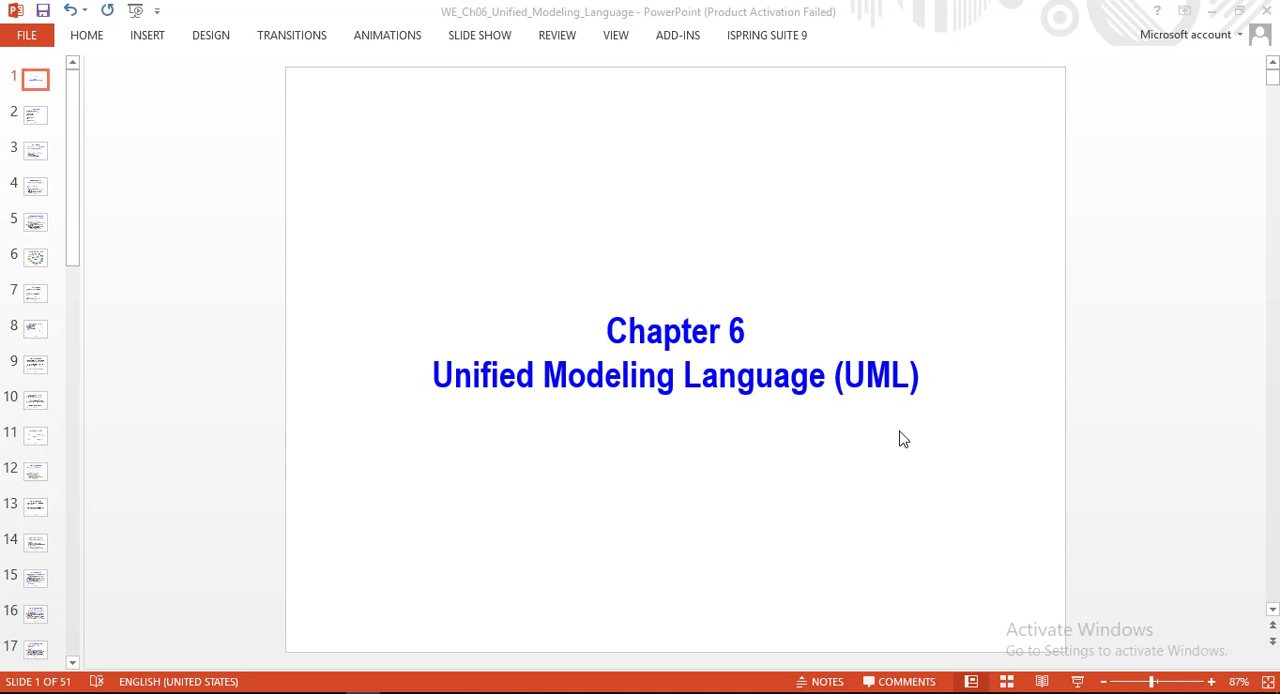 WE_Ch06_Unified_Modeling_Language - PowerPoint (Product Activation Failed)
?
FILE HOME INSERT DESIGN TRANSITIONS ANIMATIONS SLIDE SHOW REVIEW VIEW ADD-INS ISPRING SUITE 9 Microsoft account
1
2
3
4
5
6
7
8
9
10
11
12
13
14
15
16
17
Chapter 6
Unified Modeling Language (UML)
Activate Windows
Go to Settings to activate Windows.
SLIDE 1 OF 51 ENGLISH (UNITED STATES) NOTES COMMENTS 87%